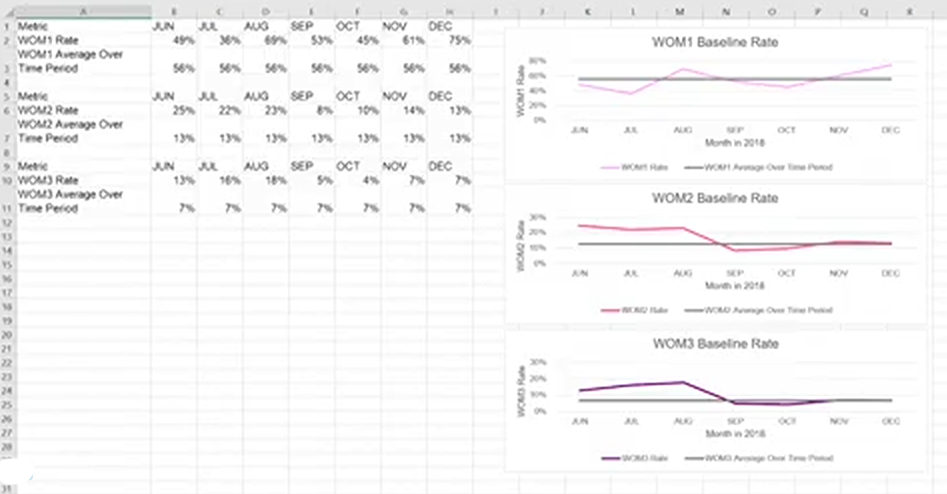 A B C D E F G H I J K L M N O P Q R
1 Metric JUN JUL AUG SEP OCT NOV DEC
2 WOM1 Rate 49% 36% 69% 53% 45% 61% 75%
WOM1 Average Over
3 Time Period 56% 56% 56% 56% 56% 56% 56%
4
5 Metric JUN JUL AUG SEP OCT NOV DEC
6 WOM2 Rate 25% 22% 23% 8% 10% 14% 13%
WOM2 Average Over
7 Time Period 13% 13% 13% 13% 13% 13% 13%
8
9 Metric JUN JUL AUG SEP OCT NOV DEC
10 WOM3 Rate 13% 16% 18% 5% 4% 7% 7%
WOM3 Average Over
11 Time Period 7% 7% 7% 7% 7% 7% 7%
12
13
14
15
16
17
18
19
20
21
22
23
24
25
26
27
28
31
WOM1 Baseline Rate
WOM1 Rate
80%
60%
40%
20%
0%
JUN JUL AUG SEP OCT NOV DEC
Month in 2018
WOM1 Rate WOM1 Average Over Time Period
WOM2 Baseline Rate
WOM2 Rate
30%
20%
10%
0%
JUN JUL AUG SEP OCT NOV DEC
Month in 2018
WOM2 Rate WOM2 Average Over Time Period
WOM3 Baseline Rate
WOM3 Rate
30%
20%
10%
0%
JUN JUL AUG SEP OCT NOV DEC
Month in 2018
WOM3 Rate WOM3 Average Over Time Period